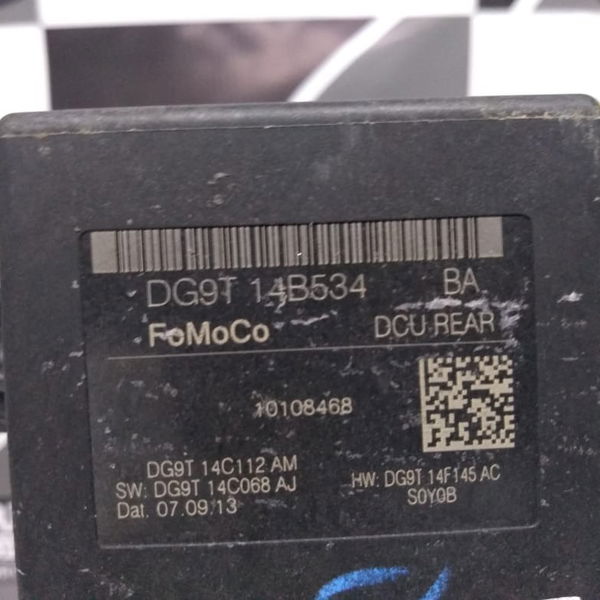 DG9T 14B534 BA
FoMoCo DCU REAR
10108468
DG9T 14C112 AM
SW: DG9T 14C068 AJ HW: DG9T 14F145 AC
Dat. 07.09.13 S0Y0B